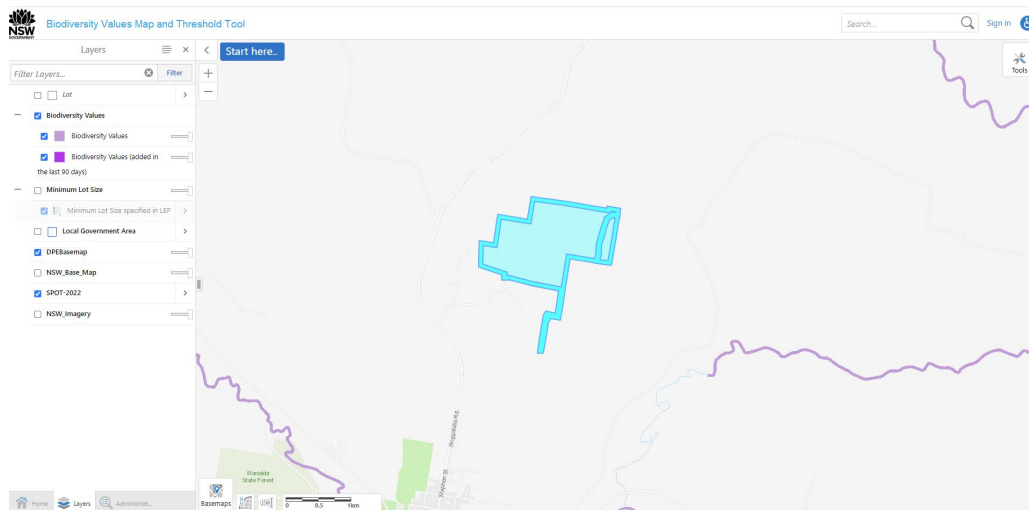 NSW
GOVERNMENT
Biodiversity Values Map and Threshold Tool
Search...
Sign in
Layers
Start here..
Tools
Filter Layers...
Filter
Lot
Biodiversity Values
Biodiversity Values
Biodiversity Values (added in
the last 90 days)
Minimum Lot Size
Minimum Lot Size specified in LEP
Local Government Area
DPEBasemap
NSW_Base_Map
SPOT-2022
NSW_Imagery
Warialda
State Forest
Stephen St
Home
Layers
Administrat...
Basemaps
0 0.5 1km